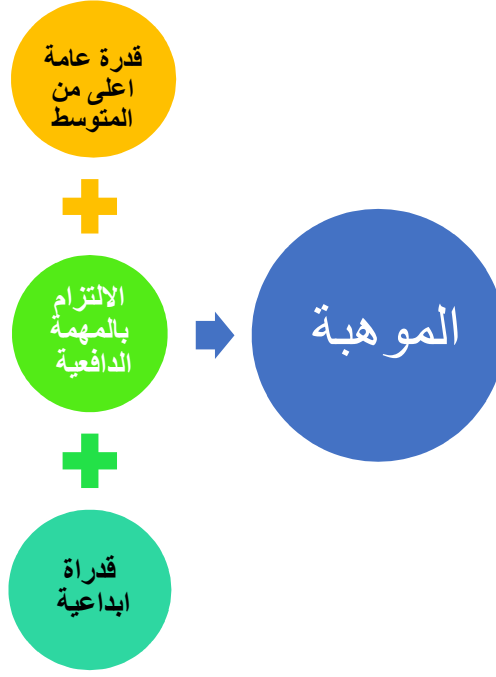 قدرة عامة
اعلى من
المتوسط
الالتزام
بالمهمة
الدافعية
الموهبة
قدراة
ابداعية